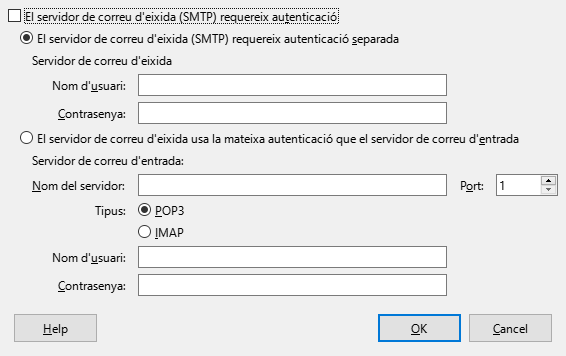 El servidor de correu d'eixida (SMTP) requereix autenticació
El servidor de correu d'eixida (SMTP) requereix autenticació separada
Servidor de correu d'eixida
Nom d'usuari:
Contrasenya:
El servidor de correu d'eixida usa la mateixa autenticació que el servidor de correu d'entrada
Servidor de correu d'entrada:
Nom del servidor: Port: 1
Tipus: POP3
IMAP
Nom d'usuari:
Contrasenya:
Help OK Cancel